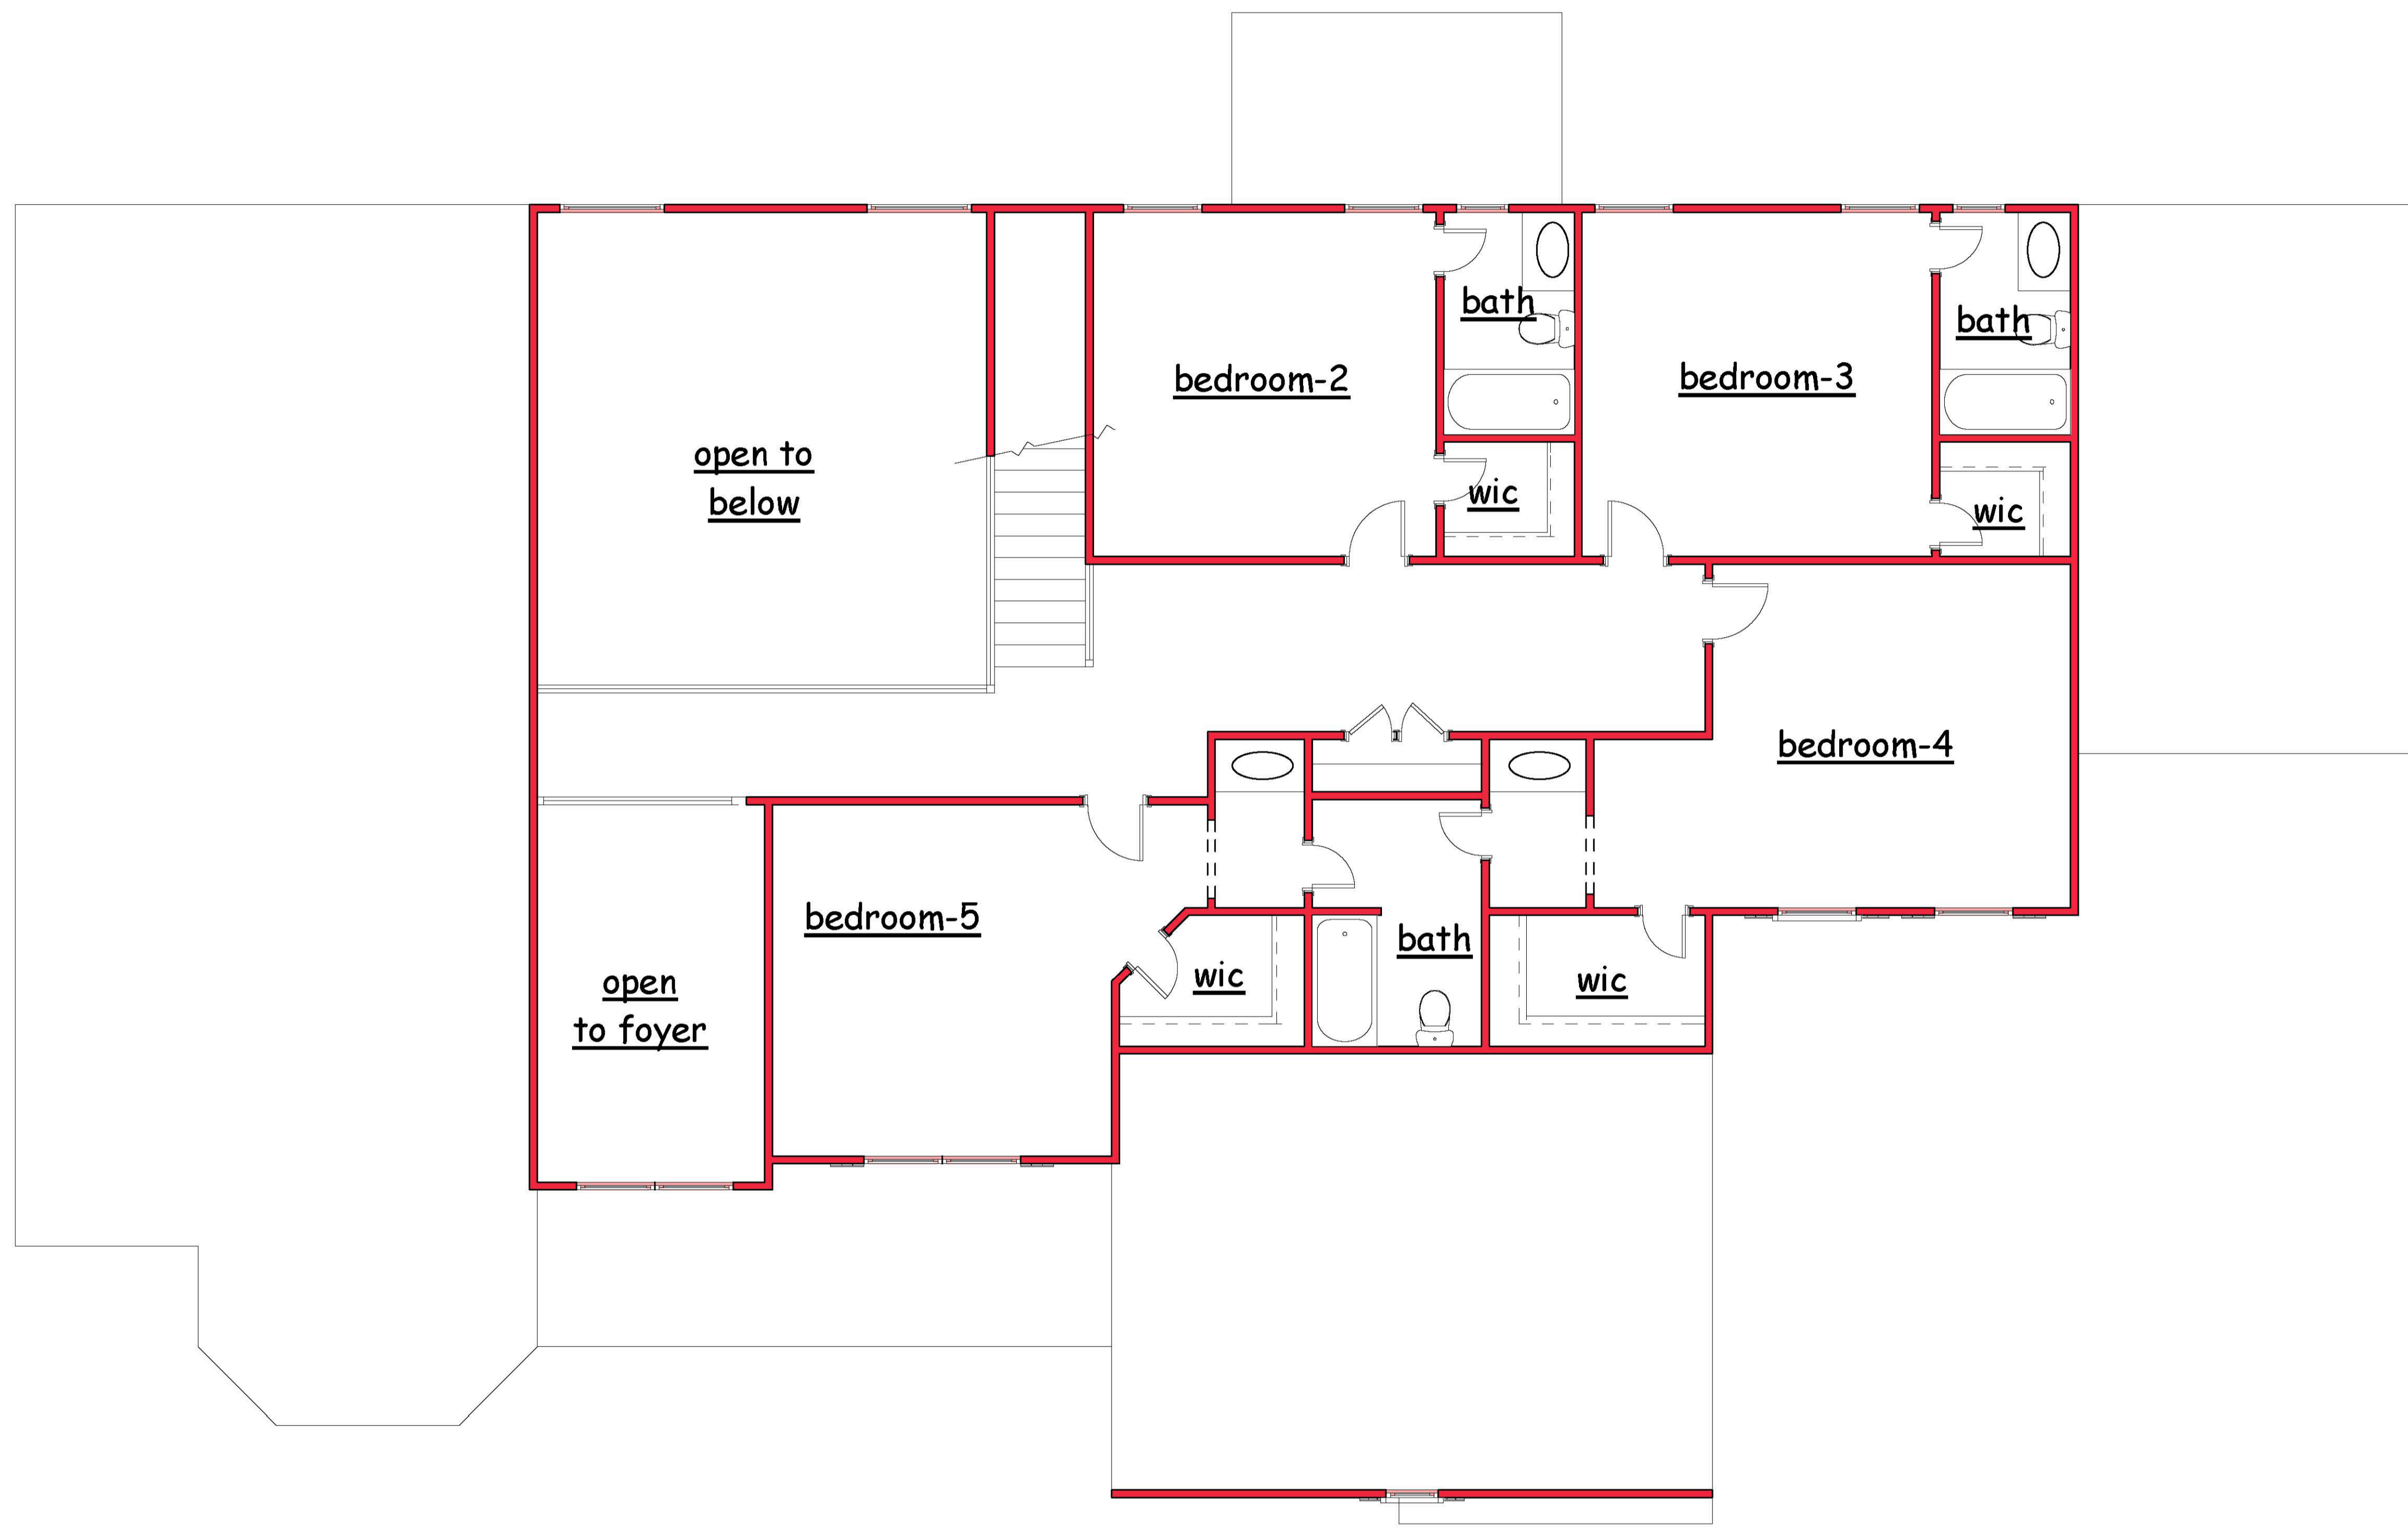 bath
bath
bedroom-2
bedroom-3
open to
below
wic
wic
bedroom-4
bedroom-5
bath
wic
wic
open
to foyer